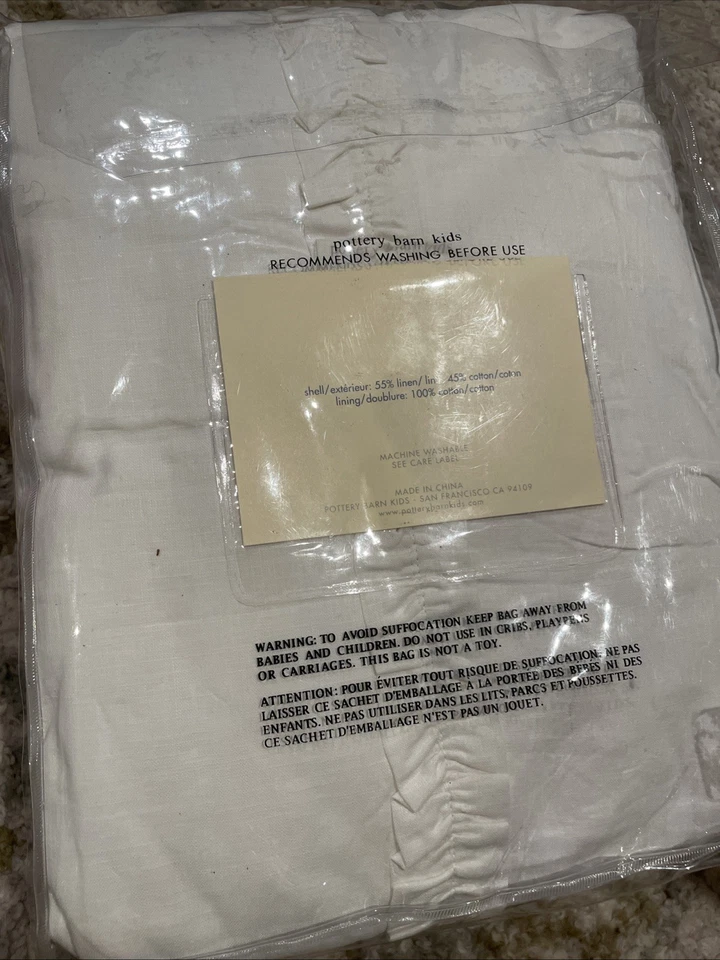 pottery barn kids
RECOMMENDS WASHING BEFORE USE
shell/extérieur: 55% linen/ lin 45% cotton/coton
lining/doublure: 100% cotton/cotton
MACHINE WASHABLE
SEE CARE LABEL
MADE IN CHINA
POTTERY BARN KIDS - SAN FRANCISCO CA 94109
www.potterybarnkids.com
WARNING: TO AVOID SUFFOCATION KEEP BAG AWAY FROM
BABIES AND CHILDREN. DO NOT USE IN CRIBS, PLAYPENS
OR CARRIAGES. THIS BAG IS NOT A TOY.
ATTENTION: POUR ÉVITER TOUT RISQUE DE SUFFOCATION. NE PAS
LAISSER CE SACHET D'EMBALLAGE À LA PORTÉE DES BÉBÉS NI DES
ENFANTS. NE PAS UTILISER DANS LES LITS, PARCS ET POUSSETTES.
CE SACHET D'EMBALLAGE N'EST PAS UN JOUET.